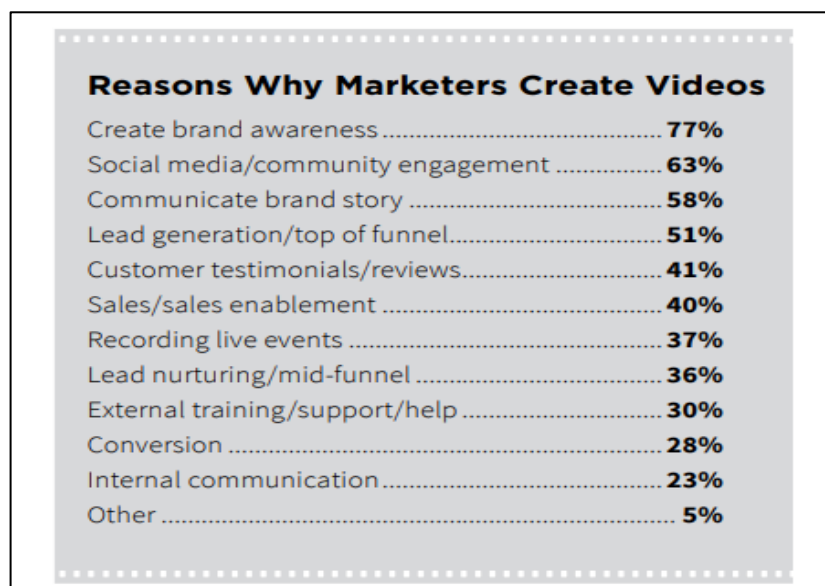 Reasons Why Marketers Create Videos
Create brand awareness ........................................... 77%
Social media/community engagement ................ 63%
Communicate brand story ....................................... 58%
Lead generation/top of funnel................................. 51%
Customer testimonials/reviews............................... 41%
Sales/sales enablement ........................................... 40%
Recording live events ................................................ 37%
Lead nurturing/mid-funnel ...................................... 36%
External training/support/help ............................... 30%
Conversion .................................................................. 28%
Internal communication ........................................... 23%
Other ............................................................................... 5%